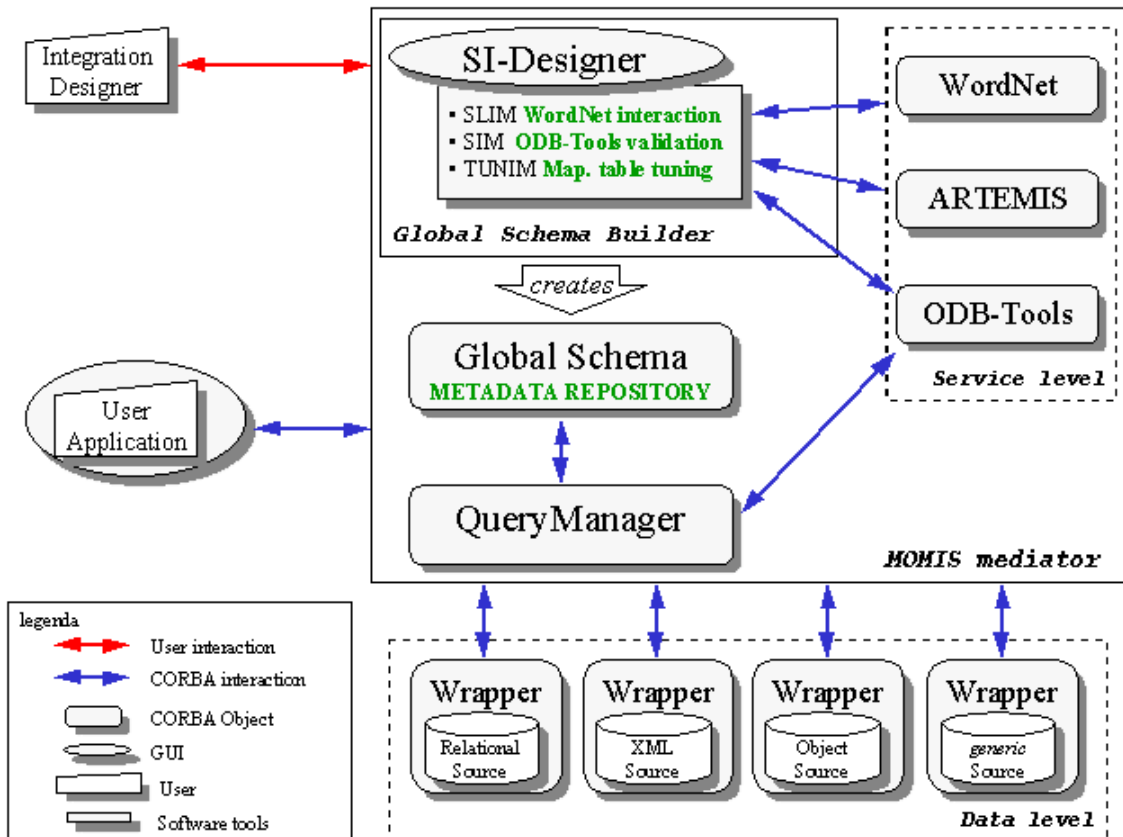 Integration
Designer
SI-Designer
▪ SLIM WordNet interaction
▪ SIM ODB-Tools validation
▪ TUNIM Map. table tuning
Global Schema Builder
WordNet
ARTEMIS
ODB-Tools
Service level
creates
Global Schema
METADATA REPOSITORY
User
Application
QueryManager
MOMIS mediator
legenda
User interaction
CORBA interaction
CORBA Object
GUI
User
Software tools
Wrapper
Relational
Source
Wrapper
XML
Source
Wrapper
Object
Source
Wrapper
generic
Source
Data level